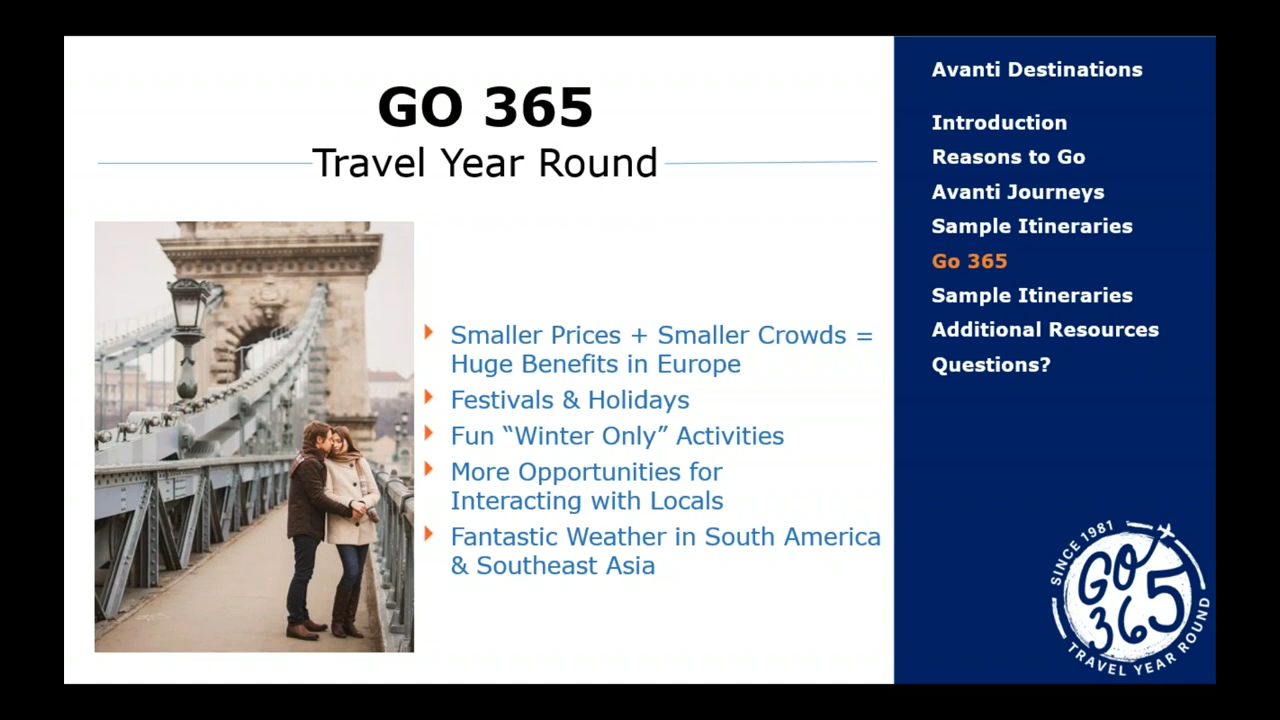 GO 365
Travel Year Round
Smaller Prices + Smaller Crowds =
Huge Benefits in Europe
Festivals & Holidays
Fun “Winter Only” Activities
More Opportunities for
Interacting with Locals
Fantastic Weather in South America
& Southeast Asia
Avanti Destinations
Introduction
Reasons to Go
Avanti Journeys
Sample Itineraries
Go 365
Sample Itineraries
Additional Resources
Questions?
SINCE 1981
GO
365
TRAVEL YEAR ROUND